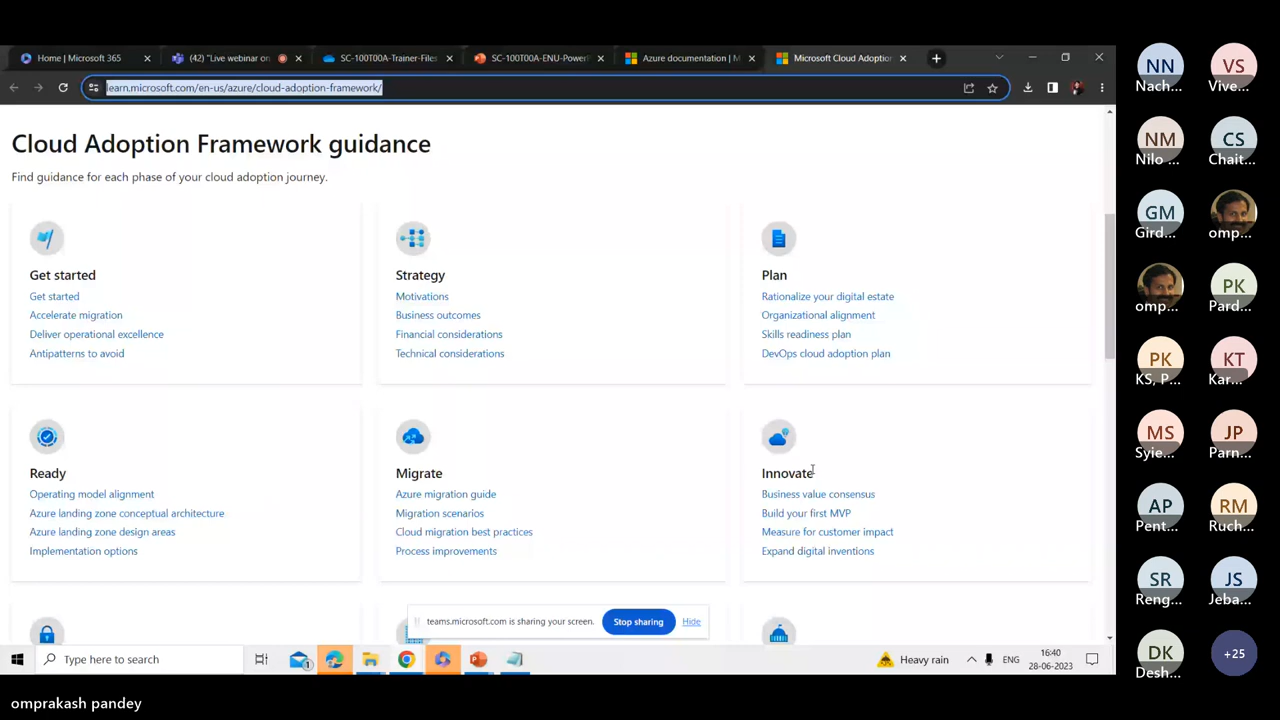 Home | Microsoft 365
(42) "Live webinar on
SC-100T00A-Trainer-Files
SC-100T00A-ENU-PowerP
Azure documentation | M
Microsoft Cloud Adoption
learn.microsoft.com/en-us/azure/cloud-adoption-framework/
Cloud Adoption Framework guidance
Find guidance for each phase of your cloud adoption journey.
Get started
Get started
Accelerate migration
Deliver operational excellence
Antipatterns to avoid
Strategy
Motivations
Business outcomes
Financial considerations
Technical considerations
Plan
Rationalize your digital estate
Organizational alignment
Skills readiness plan
DevOps cloud adoption plan
Ready
Operating model alignment
Azure landing zone conceptual architecture
Azure landing zone design areas
Implementation options
Migrate
Azure migration guide
Migration scenarios
Cloud migration best practices
Process improvements
Innovate
Business value consensus
Build your first MVP
Measure for customer impact
Expand digital inventions
teams.microsoft.com is sharing your screen.
Stop sharing
Hide
Type here to search
1
Heavy rain
ENG
16:40
28-06-2023
NN
Nach...
VS
Vive...
NM
Nilo ...
CS
Chait...
GM
Gird...
omp...
omp...
PK
Pard...
PK
KS, P...
KT
Kar...
MS
Syie...
JP
Parn...
AP
Pent...
RM
Ruch...
SR
Reng...
JS
Jeba...
DK
Desh...
+25
omprakash pandey